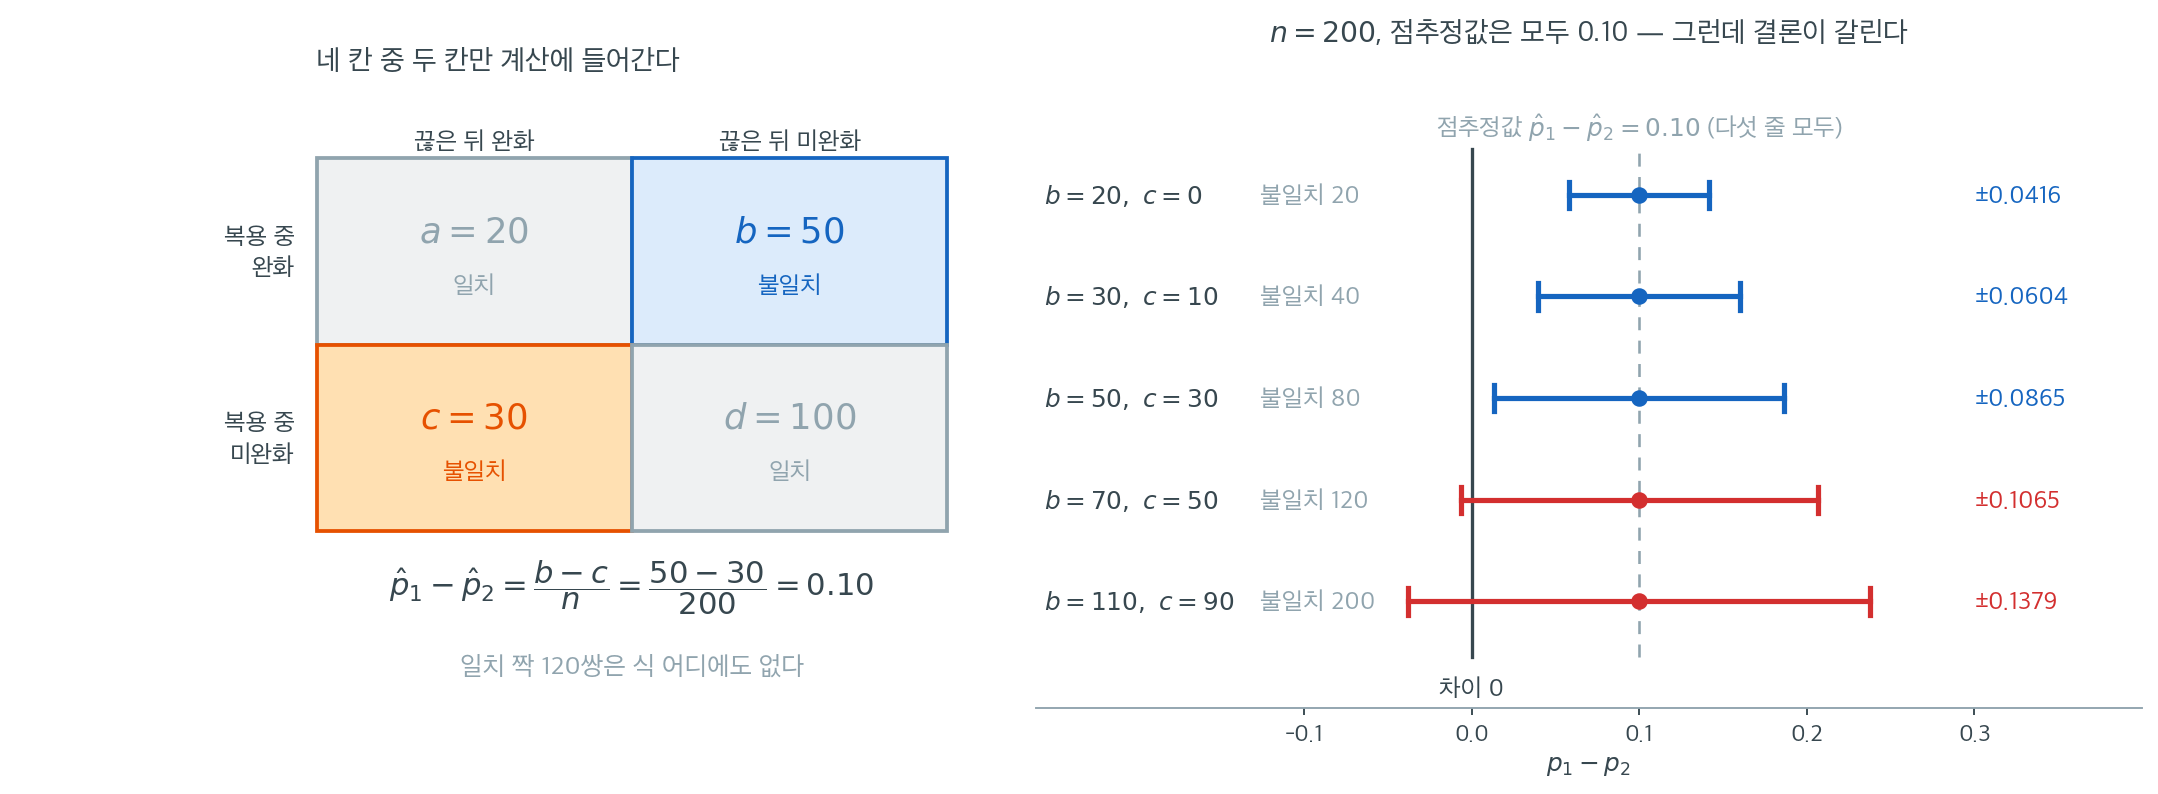 네 칸 중 두 칸만 계산에 들어간다
끊은 뒤 완화
끊은 뒤 미완화
복용 중
완화
a = 20
일치
b = 50
불일치
복용 중
미완화
c = 30
불일치
d = 100
일치
p̂₁ − p̂₂ = (b − c)/n = (50 − 30)/200 = 0.10
일치 짝 120쌍은 식 어디에도 없다
n = 200, 점추정값은 모두 0.10 — 그런데 결론이 갈린다
점추정값 p̂₁ − p̂₂ = 0.10 (다섯 줄 모두)
b = 20, c = 0 불일치 20 ±0.0416
b = 30, c = 10 불일치 40 ±0.0604
b = 50, c = 30 불일치 80 ±0.0865
b = 70, c = 50 불일치 120 ±0.1065
b = 110, c = 90 불일치 200 ±0.1379
차이 0
-0.1 0.0 0.1 0.2 0.3
p₁ − p₂